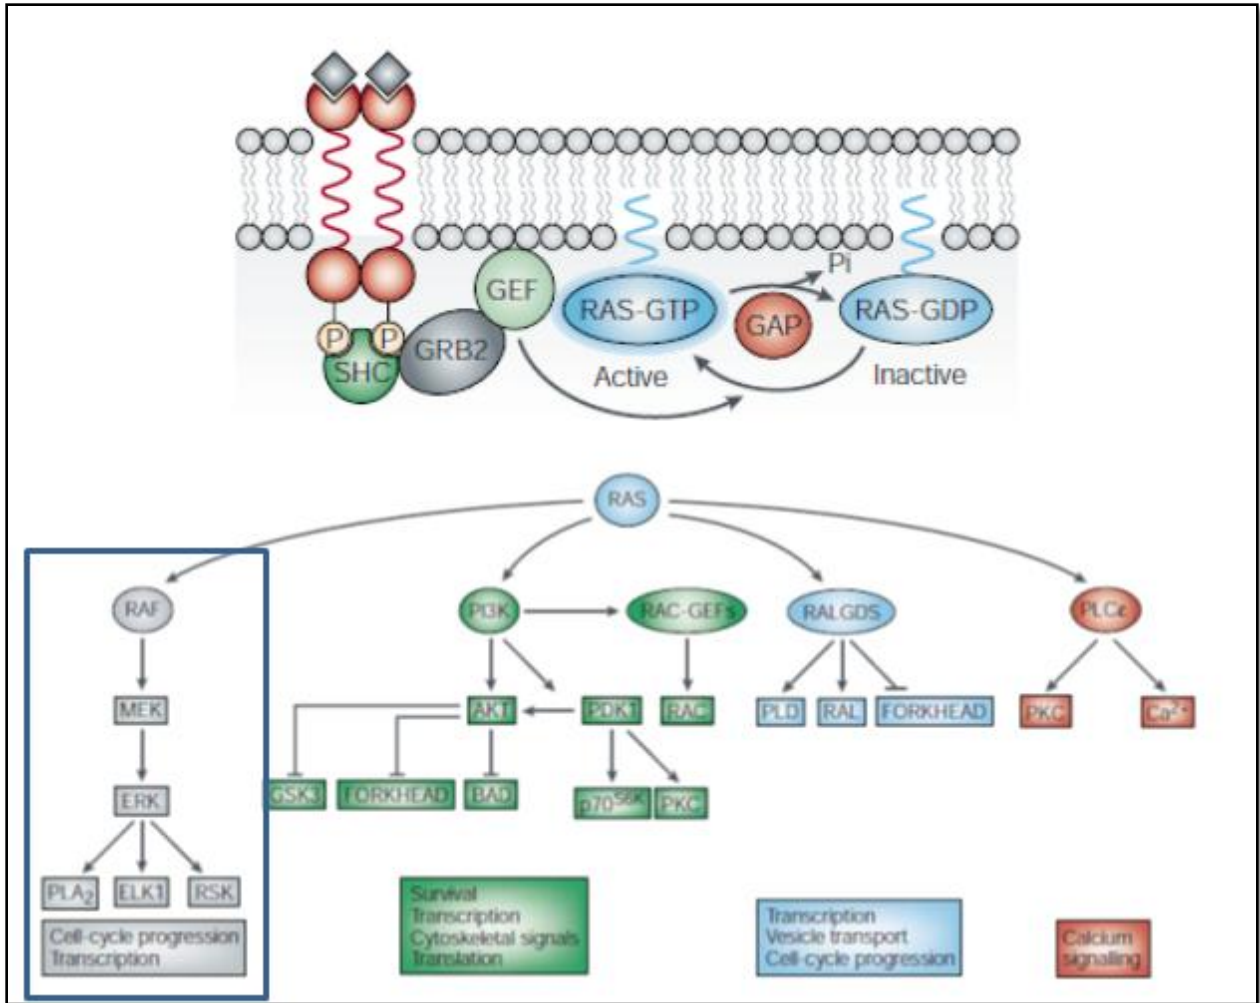 GEF
RAS-GTP
Pi
GAP
RAS-GDP
P
P
SHC
GRB2
Active
Inactive
RAS
RAF
PI3K
RAC-GEFs
RALGDS
PLCε
MEK
AKT
PDK1
RAC
PLD
RAL
FORKHEAD
PKC
Ca²⁺
ERK
GSK3
FORKHEAD
BAD
p70ˢ⁶ᴷ
PKC
PLA₂
ELK1
RSK
Cell-cycle progression
Transcription
Survival
Transcription
Cytoskeletal signals
Translation
Transcription
Vesicle transport
Cell-cycle progression
Calcium
signalling